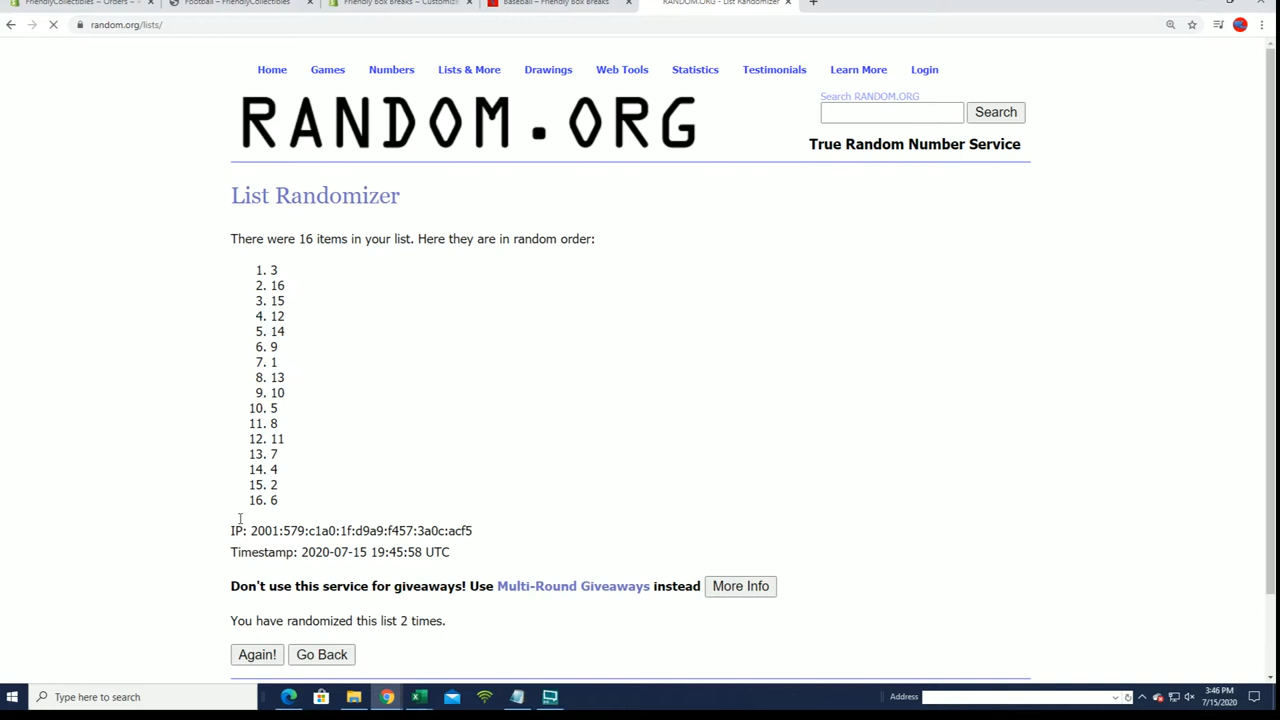 FriendlyCollectibles – Orders –
Football – FriendlyCollectibles
Friendly Box Breaks – Customiz
Baseball – Friendly Box Breaks
RANDOM.ORG - List Randomizer
random.org/lists/
Home Games Numbers Lists & More Drawings Web Tools Statistics Testimonials Learn More Login
RANDOM.ORG
Search RANDOM.ORG
Search
True Random Number Service
List Randomizer
There were 16 items in your list. Here they are in random order:
1. 3
2. 16
3. 15
4. 12
5. 14
6. 9
7. 1
8. 13
9. 10
10. 5
11. 8
12. 11
13. 7
14. 4
15. 2
16. 6
IP: 2001:579:c1a0:1f:d9a9:f457:3a0c:acf5
Timestamp: 2020-07-15 19:45:58 UTC
Don't use this service for giveaways! Use Multi-Round Giveaways instead More Info
You have randomized this list 2 times.
Again! Go Back
Type here to search
Address
3:46 PM
7/15/2020